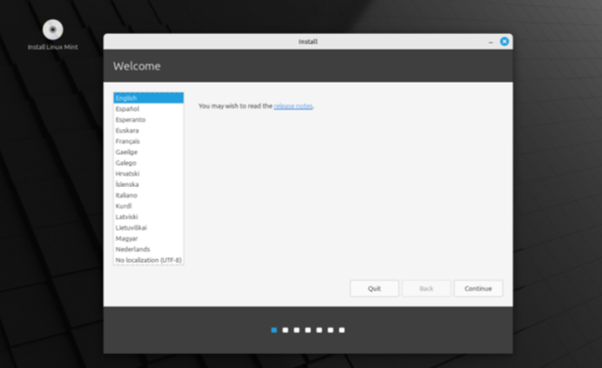 Install Linux Mint
Install
Welcome
English
Español
Esperanto
Euskara
Français
Gaeilge
Galego
Hrvatski
Íslenska
Italiano
Kurdî
Latviski
Lietuviškai
Magyar
Nederlands
No localization (UTF-8)
You may wish to read the release notes.
Quit
Back
Continue